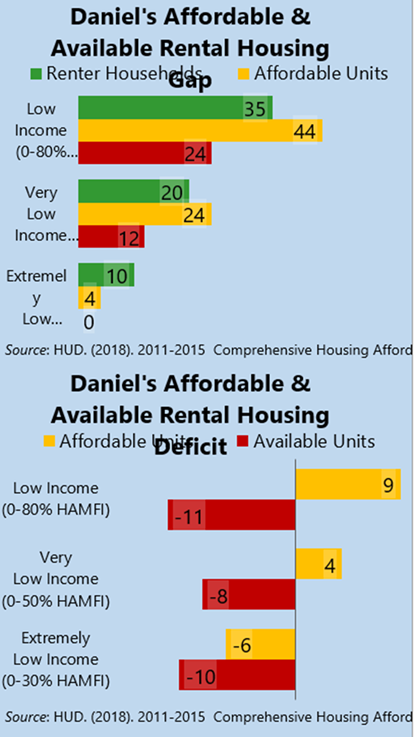 Daniel's Affordable &
Available Rental Housing
Gap
Renter Households Affordable Units
Low
Income
(0-80%...
35
44
24
Very
Low
Income...
20
24
12
Extremel
y
Low...
10
4
0
Source: HUD. (2018). 2011-2015 Comprehensive Housing Afford
Daniel's Affordable &
Available Rental Housing
Deficit
Affordable Units Available Units
Low Income
(0-80% HAMFI)
9
-11
Very
Low Income
(0-50% HAMFI)
4
-8
Extremely
Low Income
(0-30% HAMFI)
-6
-10
Source: HUD. (2018). 2011-2015 Comprehensive Housing Afford